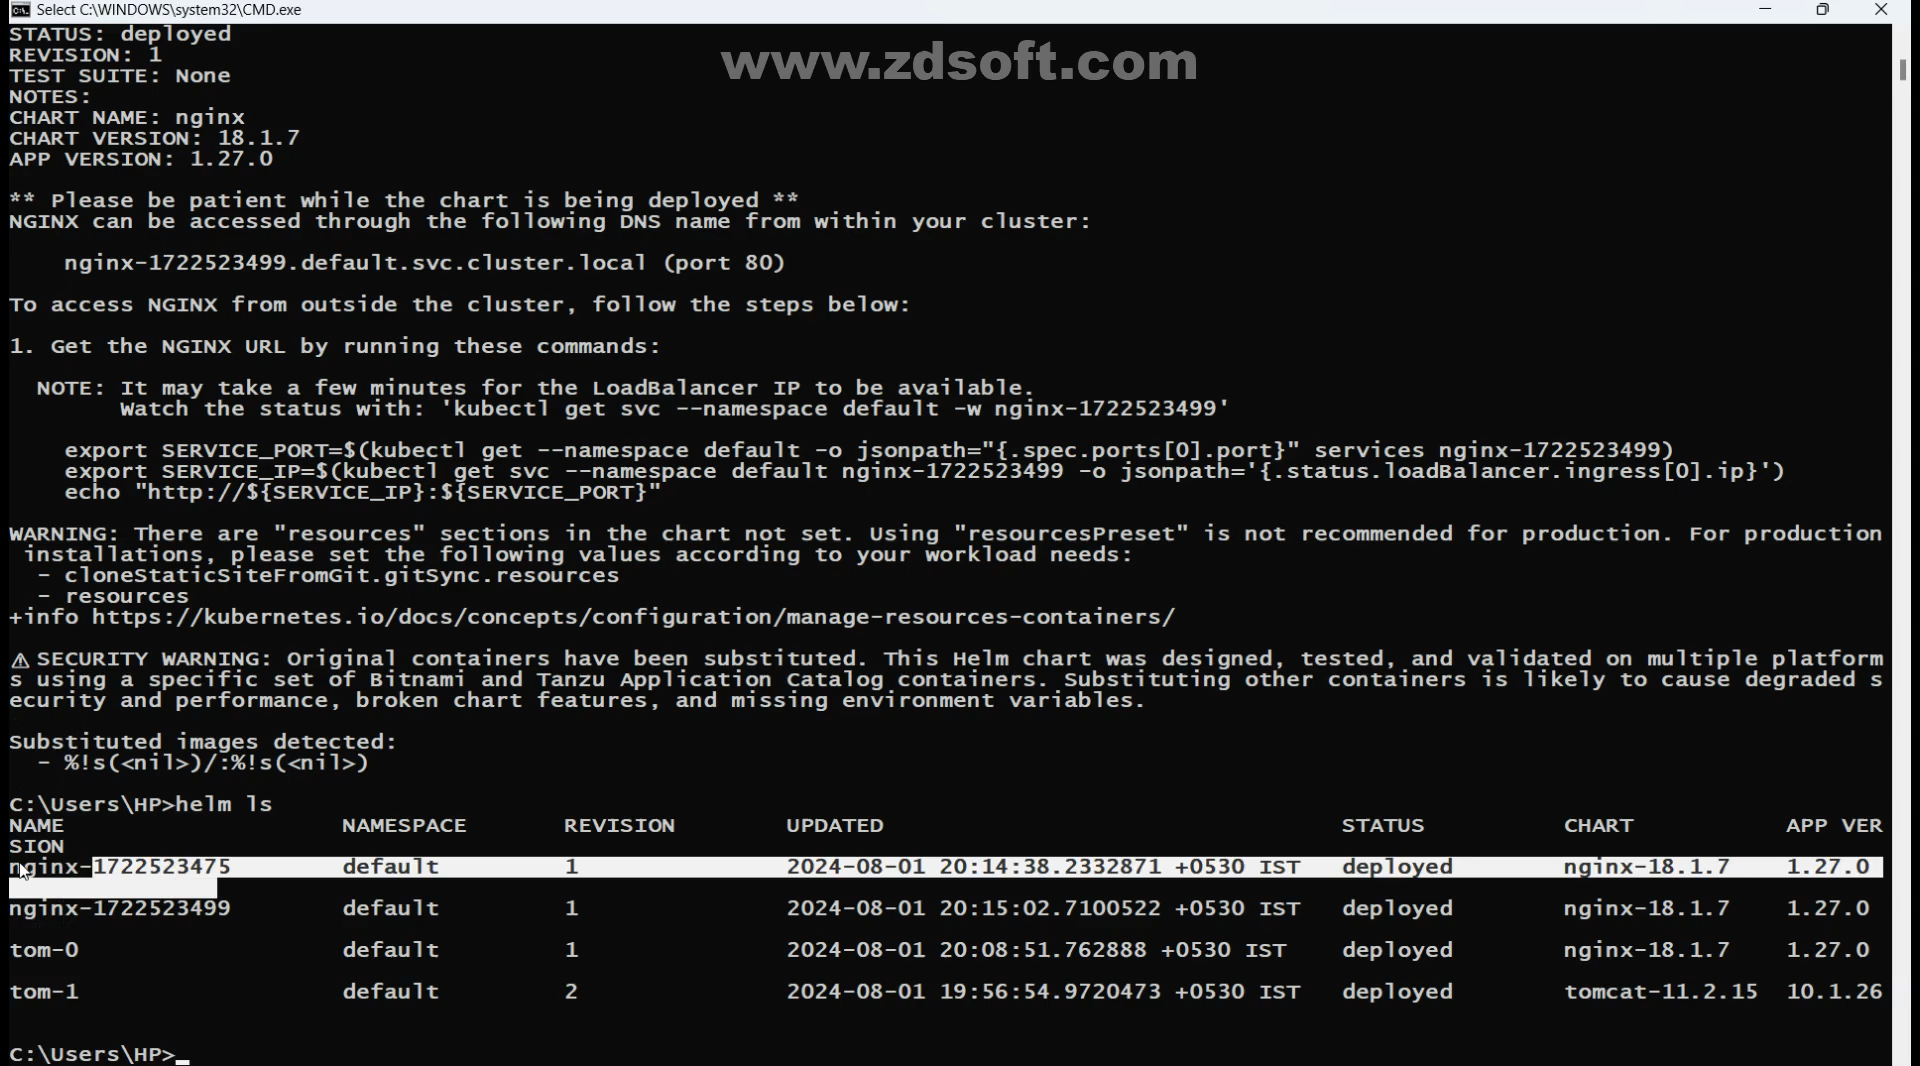 Select C:\WINDOWS\system32\CMD.exe
www.zdsoft.com
STATUS: deployed
REVISION: 1
TEST SUITE: None
NOTES:
CHART NAME: nginx
CHART VERSION: 18.1.7
APP VERSION: 1.27.0
** Please be patient while the chart is being deployed **
NGINX can be accessed through the following DNS name from within your cluster:
nginx-1722523499.default.svc.cluster.local (port 80)
To access NGINX from outside the cluster, follow the steps below:
1. Get the NGINX URL by running these commands:
NOTE: It may take a few minutes for the LoadBalancer IP to be available.
Watch the status with: 'kubectl get svc --namespace default -w nginx-1722523499'
export SERVICE_PORT=$(kubectl get --namespace default -o jsonpath="{.spec.ports[0].port}" services nginx-1722523499)
export SERVICE_IP=$(kubectl get svc --namespace default nginx-1722523499 -o jsonpath='{.status.loadBalancer.ingress[0].ip}')
echo "http://${SERVICE_IP}:${SERVICE_PORT}"
WARNING: There are "resources" sections in the chart not set. Using "resourcesPreset" is not recommended for production. For production
installations, please set the following values according to your workload needs:
- cloneStaticSiteFromGit.gitSync.resources
- resources
+info https://kubernetes.io/docs/concepts/configuration/manage-resources-containers/
⚠ SECURITY WARNING: Original containers have been substituted. This Helm chart was designed, tested, and validated on multiple platform
s using a specific set of Bitnami and Tanzu Application Catalog containers. Substituting other containers is likely to cause degraded s
ecurity and performance, broken chart features, and missing environment variables.
Substituted images detected:
- %!s(<nil>)/:%!s(<nil>)
C:\Users\HP>helm ls
NAME NAMESPACE REVISION UPDATED STATUS CHART APP VER
SION
nginx-1722523475 default 1 2024-08-01 20:14:38.2332871 +0530 IST deployed nginx-18.1.7 1.27.0
nginx-1722523499 default 1 2024-08-01 20:15:02.7100522 +0530 IST deployed nginx-18.1.7 1.27.0
tom-0 default 1 2024-08-01 20:08:51.762888 +0530 IST deployed nginx-18.1.7 1.27.0
tom-1 default 2 2024-08-01 19:56:54.9720473 +0530 IST deployed tomcat-11.2.15 10.1.26
C:\Users\HP>